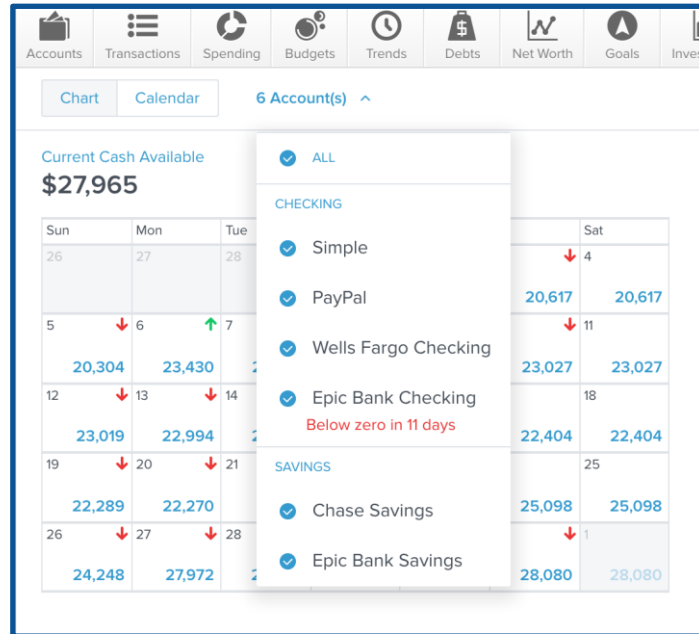 Accounts Transactions Spending Budgets Trends Debts Net Worth Goals
Chart Calendar 6 Account(s)
Current Cash Available
$27,965
ALL
CHECKING
Simple
PayPal
Wells Fargo Checking
Epic Bank Checking
Below zero in 11 days
SAVINGS
Chase Savings
Epic Bank Savings
Sun Mon Tue Sat
26 27 28 4
20,617 20,617
5 6 7 11
20,304 23,430 23,027 23,027
12 13 14 18
23,019 22,994 22,404 22,404
19 20 21 25
22,289 22,270 25,098 25,098
26 27 28 1
24,248 27,972 28,080 28,080